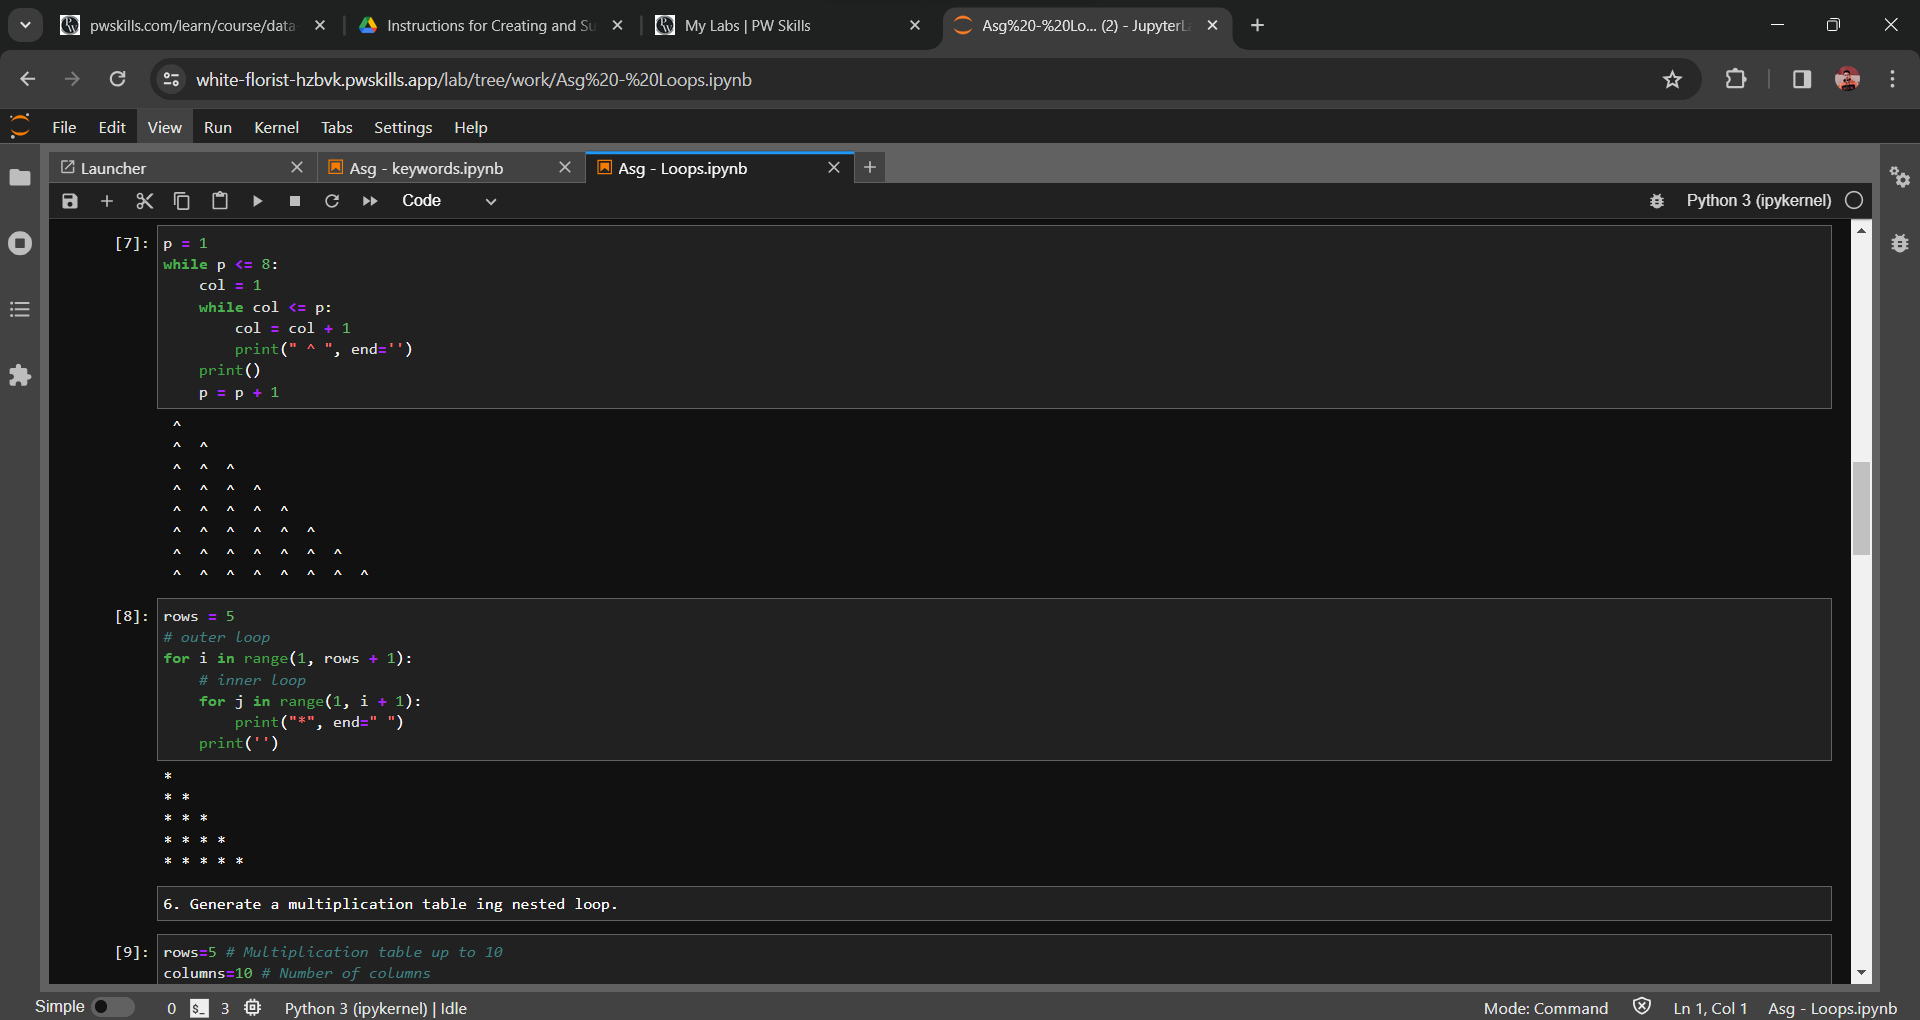 pwskills.com/learn/course/data-
Instructions for Creating and Su
My Labs | PW Skills
Asg%20-%20Lo... (2) - JupyterL
white-florist-hzbvk.pwskills.app/lab/tree/work/Asg%20-%20Loops.ipynb
File Edit View Run Kernel Tabs Settings Help
Launcher
Asg - keywords.ipynb
Asg - Loops.ipynb
Code
Python 3 (ipykernel)
[7]: p = 1
while p <= 8:
    col = 1
    while col <= p:
        col = col + 1
        print(" ^ ", end='')
    print()
    p = p + 1
 ^
 ^  ^
 ^  ^  ^
 ^  ^  ^  ^
 ^  ^  ^  ^  ^
 ^  ^  ^  ^  ^  ^
 ^  ^  ^  ^  ^  ^  ^
 ^  ^  ^  ^  ^  ^  ^  ^
[8]: rows = 5
# outer loop
for i in range(1, rows + 1):
    # inner loop
    for j in range(1, i + 1):
        print("*", end=" ")
    print('')
*
* *
* * *
* * * *
* * * * *
6. Generate a multiplication table ing nested loop.
[9]: rows=5 # Multiplication table up to 10
columns=10 # Number of columns
Simple 0 $_ 3 Python 3 (ipykernel) | Idle
Mode: Command Ln 1, Col 1 Asg - Loops.ipynb